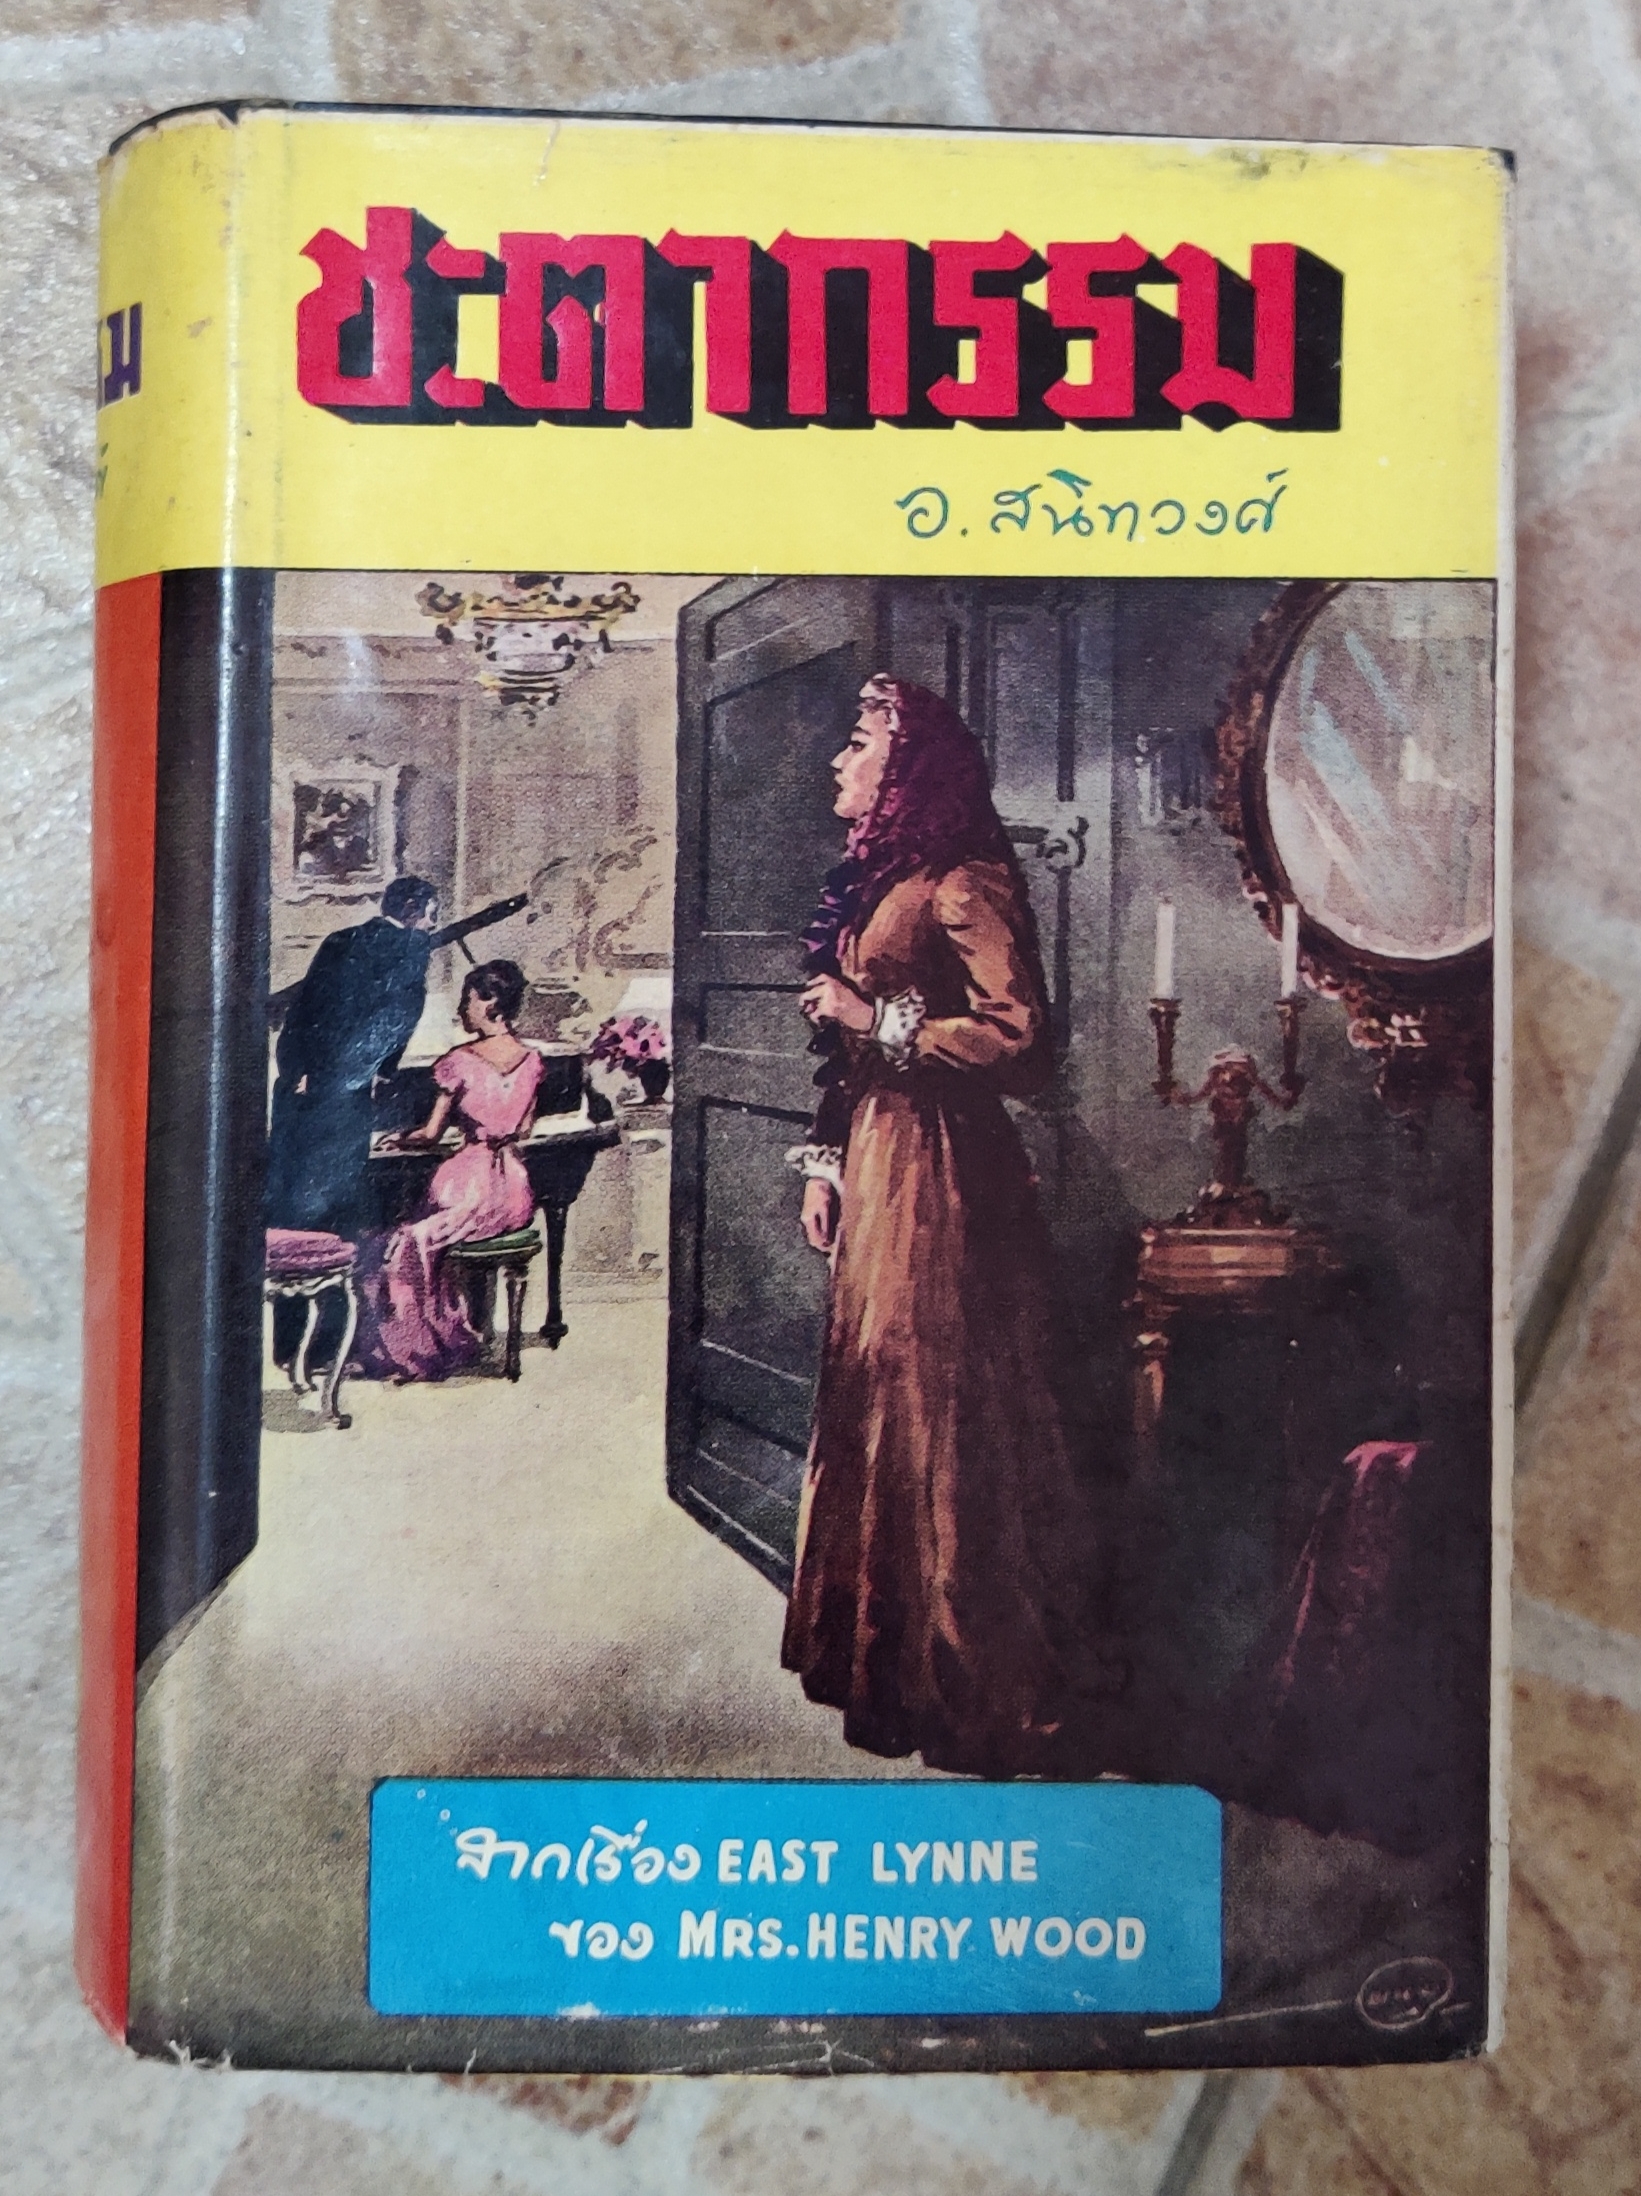 ชะตากรรม
อ. สนิทวงศ์
จากเรื่อง EAST LYNNE
ของ MRS. HENRY WOOD